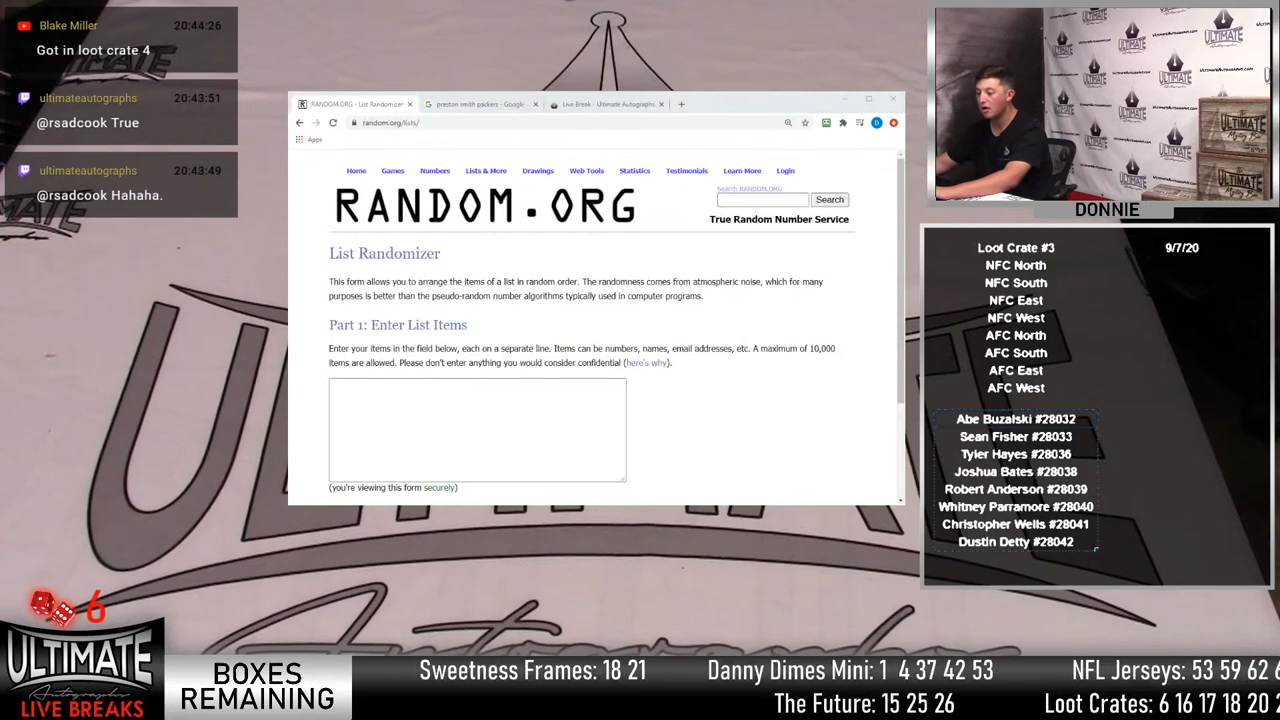 Blake Miller 20:44:26
Got in loot crate 4
ultimateautographs 20:43:51
@rsadcook True
ultimateautographs 20:43:49
@rsadcook Hahaha.
RANDOM.ORG - List Randomizer
preston smith packers - Google
Live Break - Ultimate Autographs
random.org/lists/
Apps
Home Games Numbers Lists & More Drawings Web Tools Statistics Testimonials Learn More Login
RANDOM.ORG
Search RANDOM.ORG
Search
True Random Number Service
List Randomizer
This form allows you to arrange the items of a list in random order. The randomness comes from atmospheric noise, which for many
purposes is better than the pseudo-random number algorithms typically used in computer programs.
Part 1: Enter List Items
Enter your items in the field below, each on a separate line. Items can be numbers, names, email addresses, etc. A maximum of 10,000
items are allowed. Please don't enter anything you would consider confidential (here's why).
(you're viewing this form securely)
ULTIMATE
DONNIE
Loot Crate #3 9/7/20
NFC North
NFC South
NFC East
NFC West
AFC North
AFC South
AFC East
AFC West
Abe Buzalski #28032
Sean Fisher #28033
Tyler Hayes #28036
Joshua Bates #28038
Robert Anderson #28039
Whitney Parramore #28040
Christopher Wells #28041
Dustin Detty #28042
6
ULTIMATE
Autographs
LIVE BREAKS
BOXES
REMAINING
Sweetness Frames: 18 21 Danny Dimes Mini: 1 4 37 42 53 NFL Jerseys: 53 59 62
The Future: 15 25 26 Loot Crates: 6 16 17 18 20